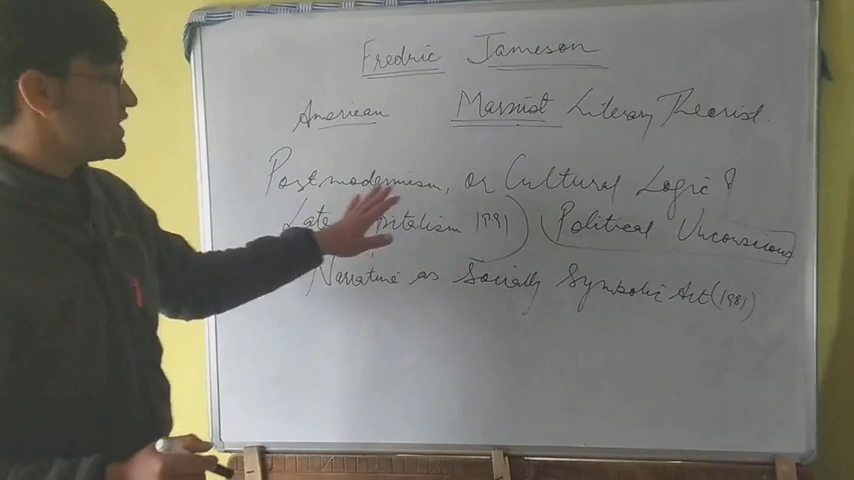 Fredric Jameson
American Marxist Literary Theorist.
Postmodernism, or Cultural Logic of
Late Capitalism 1991) Political Unconscious
Narrative as Socially Symbolic Art (1981)